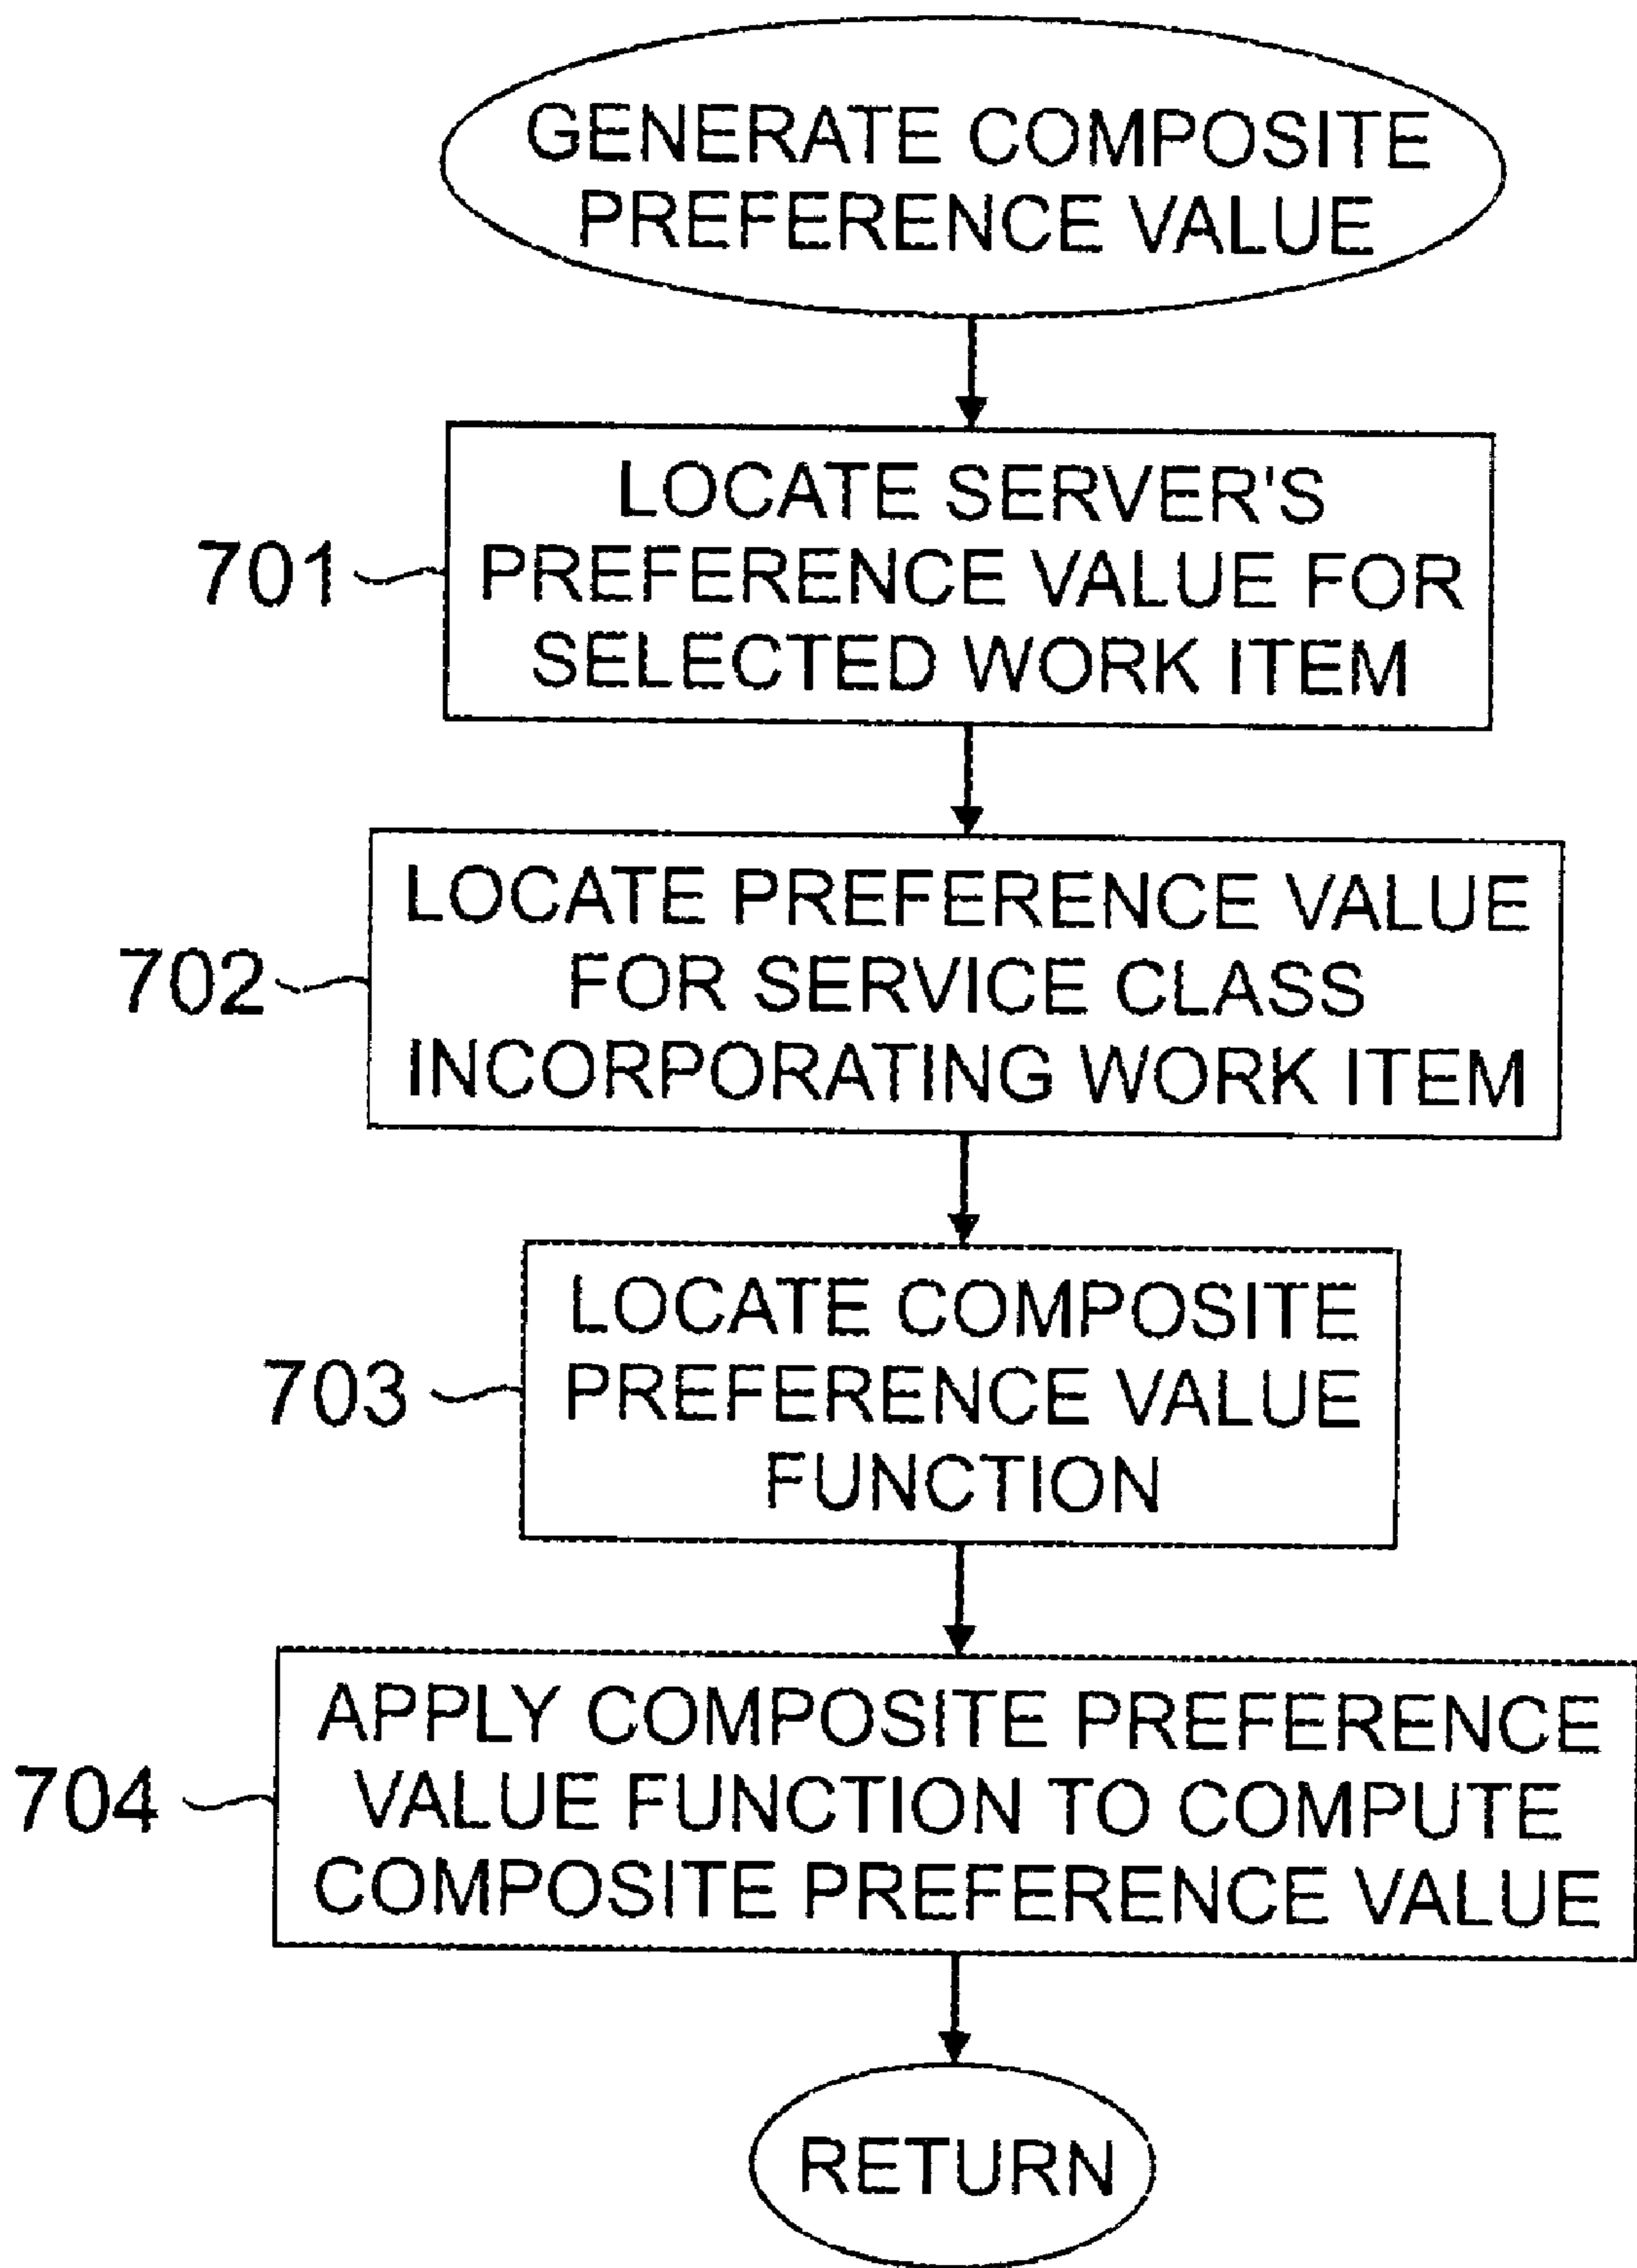 GENERATE COMPOSITE
PREFERENCE VALUE
701
LOCATE SERVER'S
PREFERENCE VALUE FOR
SELECTED WORK ITEM
702
LOCATE PREFERENCE VALUE
FOR SERVICE CLASS
INCORPORATING WORK ITEM
703
LOCATE COMPOSITE
PREFERENCE VALUE
FUNCTION
704
APPLY COMPOSITE PREFERENCE
VALUE FUNCTION TO COMPUTE
COMPOSITE PREFERENCE VALUE
RETURN